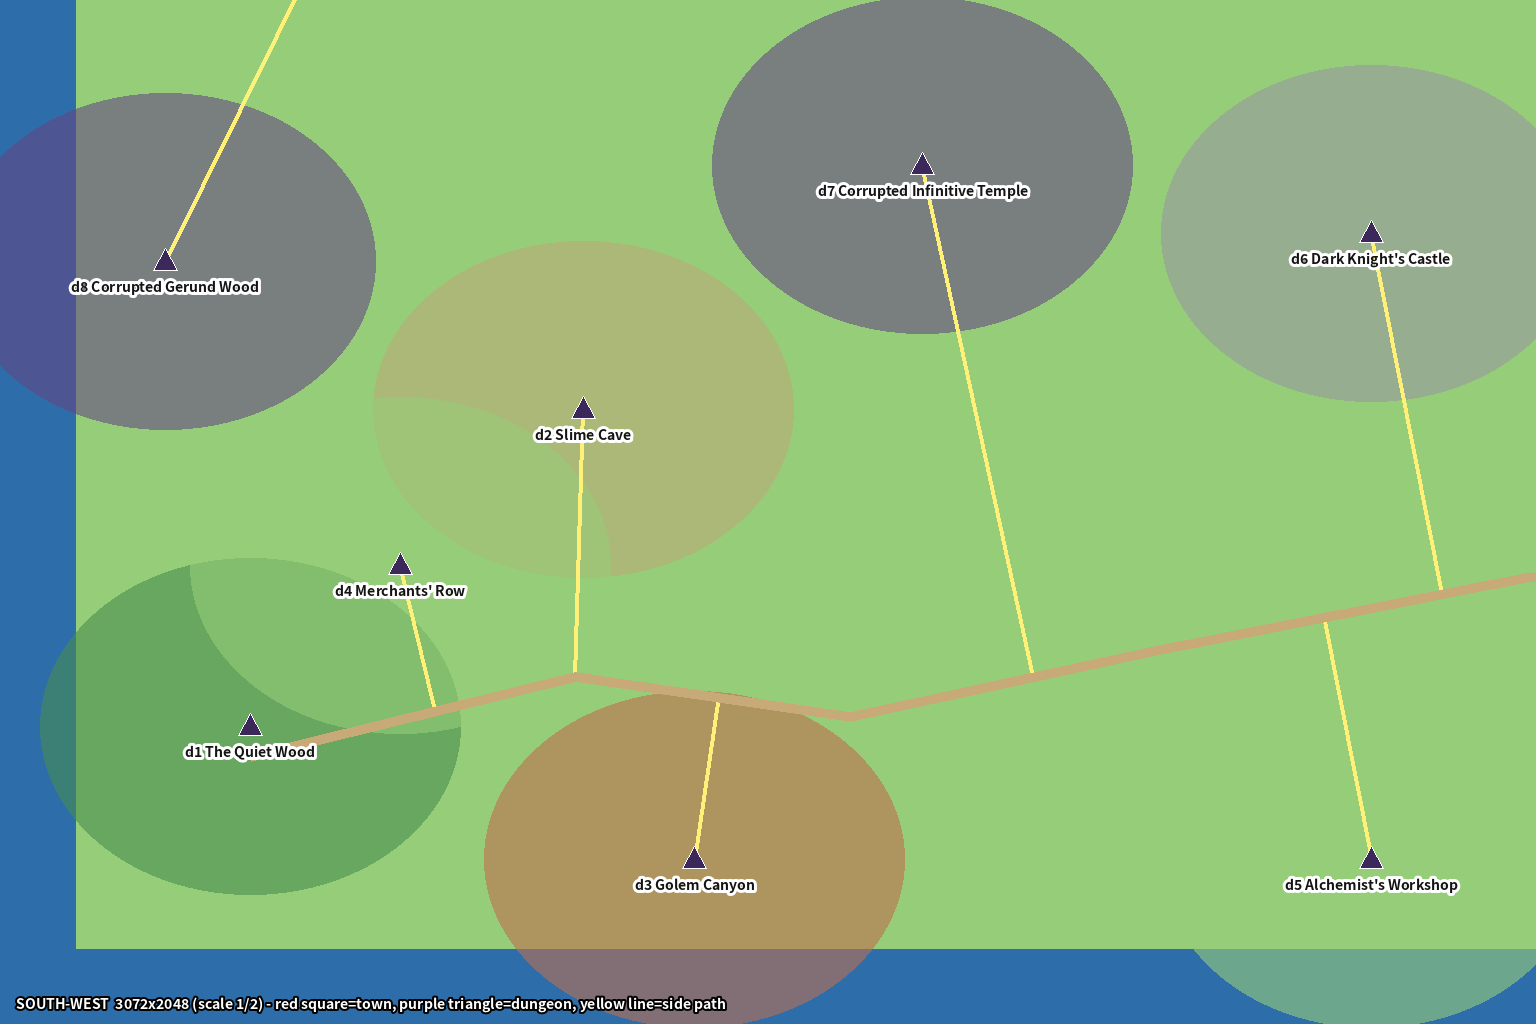 d7 Corrupted Infinitive Temple
d6 Dark Knight's Castle
d8 Corrupted Gerund Wood
d2 Slime Cave
d4 Merchants' Row
d1 The Quiet Wood
d3 Golem Canyon
d5 Alchemist's Workshop
SOUTH-WEST 3072x2048 (scale 1/2) - red square=town, purple triangle=dungeon, yellow line=side path